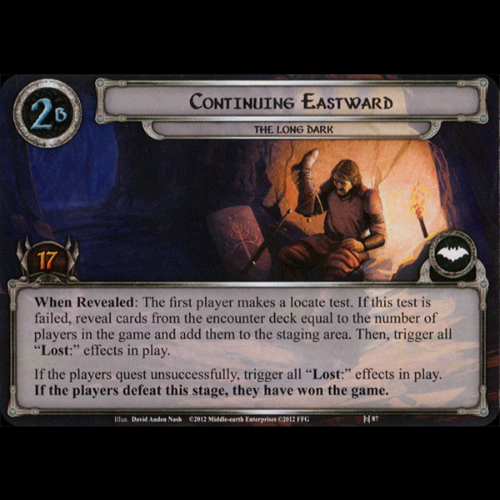 2B
CONTINUING EASTWARD
THE LONG DARK
17
When Revealed: The first player makes a locate test. If this test is
failed, reveal cards from the encounter deck equal to the number of
players in the game and add them to the staging area. Then, trigger all
“Lost:” effects in play.
If the players quest unsuccessfully, trigger all “Lost:” effects in play.
If the players defeat this stage, they have won the game.
Illus. David Auden Nash ©2012 Middle-earth Enterprises ©2012 FFG
87